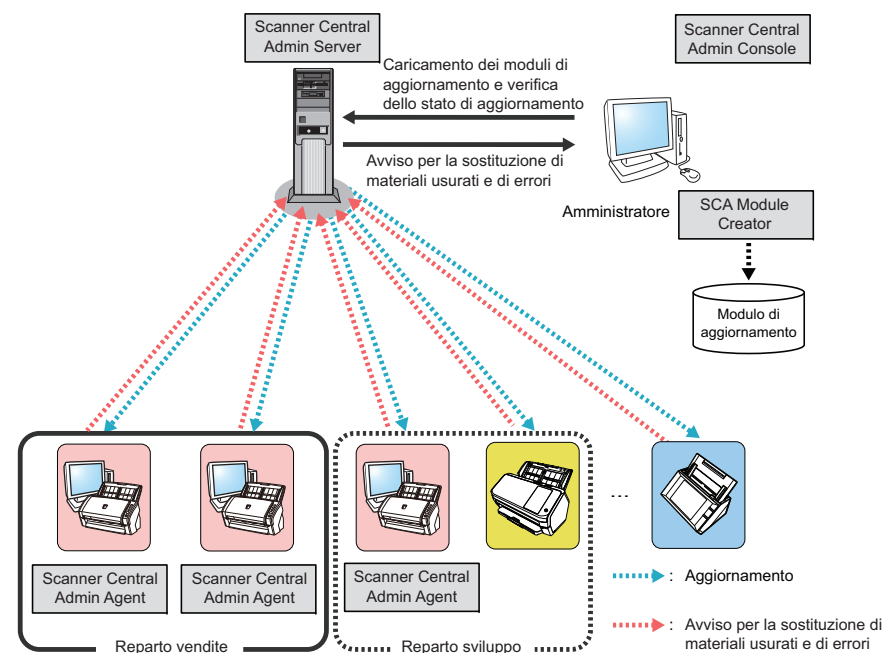 Scanner Central
Admin Server
Scanner Central
Admin Console
Caricamento dei moduli di
aggiornamento e verifica
dello stato di aggiornamento
Avviso per la sostituzione di
materiali usurati e di errori
Amministratore
SCA Module
Creator
Modulo di
aggiornamento
...
Scanner Central
Admin Agent
Scanner Central
Admin Agent
Scanner Central
Admin Agent
Reparto vendite
Reparto sviluppo
: Aggiornamento
: Avviso per la sostituzione di
materiali usurati e di errori